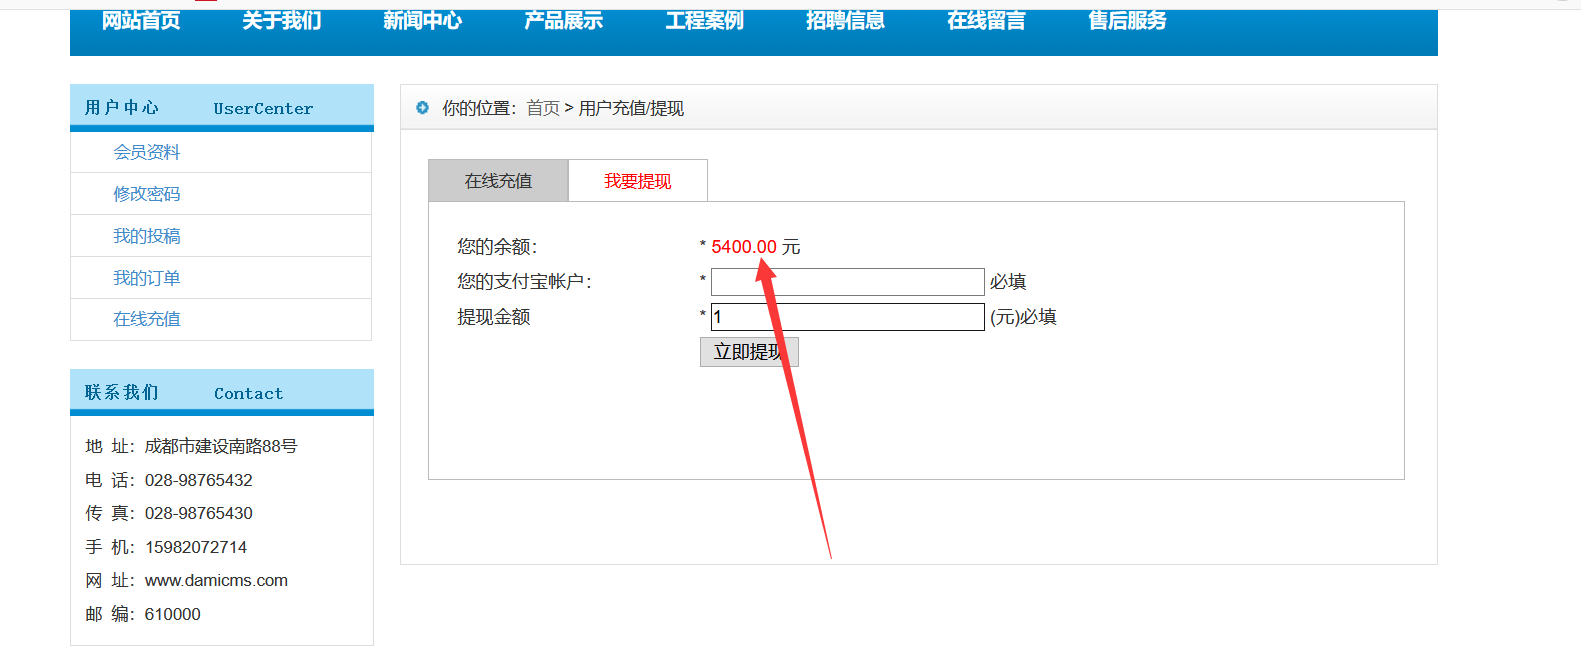 网站首页 关于我们 新闻中心 产品展示 工程案例 招聘信息 在线留言 售后服务
用户中心 UserCenter
会员资料
修改密码
我的投稿
我的订单
在线充值
联系我们 Contact
地 址：成都市建设南路88号
电 话：028-98765432
传 真：028-98765430
手 机：15982072714
网 址：www.damicms.com
邮 编：610000
你的位置：首页 > 用户充值/提现
在线充值 我要提现
您的余额： * 5400.00 元
您的支付宝帐户： * 必填
提现金额 * 1 (元)必填
立即提现